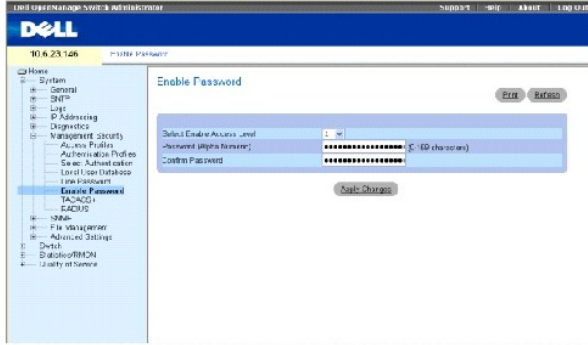 Dell OpenManage Switch Administrator
Support Help About Log Out
DELL
10.6.23.146
Enable Password
Home
System
General
SNTP
Logs
IP Addressing
Diagnostics
Management Security
Access Profiles
Authentication Profiles
Select Authentication
Local User Database
Line Password
Enable Password
TACACS+
RADIUS
SNMP
File Management
Advanced Settings
Switch
Statistics/RMON
Quality of Service
Enable Password
Print Refresh
Select Enable Access Level 1
Password (Alpha Numeric) (0-159 characters)
Confirm Password
Apply Changes